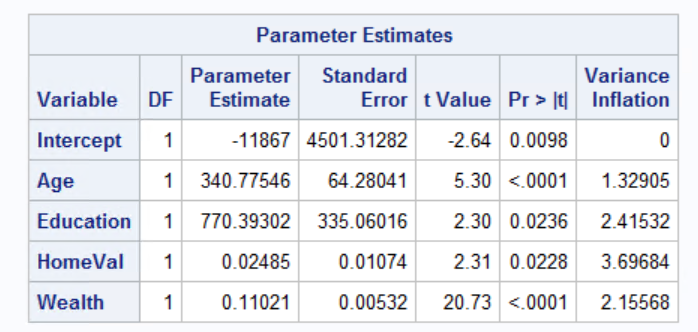 Parameter Estimates
Variable DF Parameter Estimate Standard Error t Value Pr > |t| Variance Inflation
Intercept 1 -11867 4501.31282 -2.64 0.0098 0
Age 1 340.77546 64.28041 5.30 <.0001 1.32905
Education 1 770.39302 335.06016 2.30 0.0236 2.41532
HomeVal 1 0.02485 0.01074 2.31 0.0228 3.69684
Wealth 1 0.11021 0.00532 20.73 <.0001 2.15568